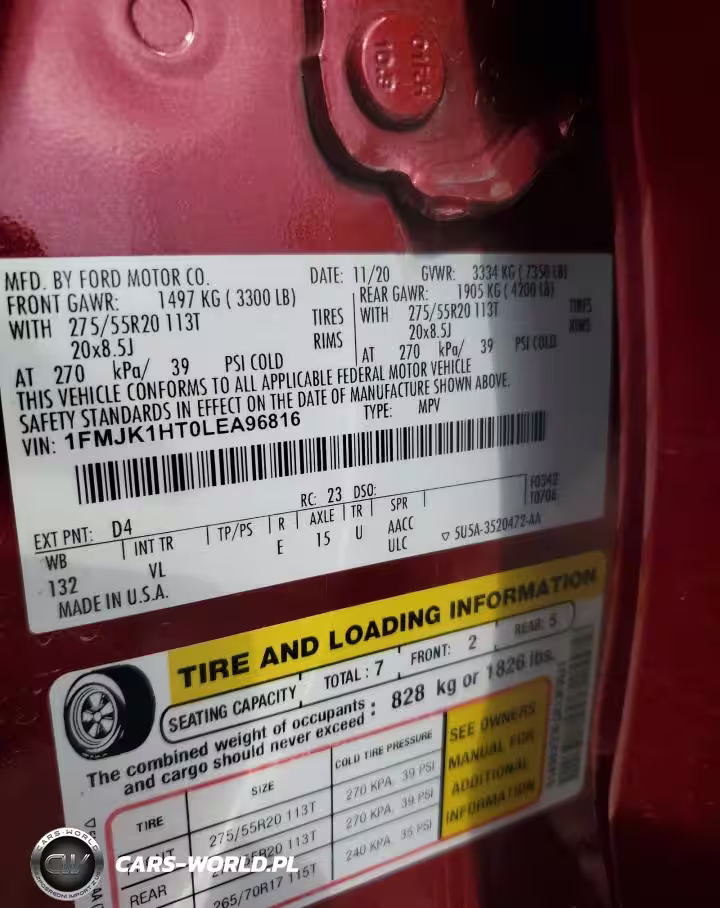 MFD. BY FORD MOTOR CO. DATE: 11/20 GVWR: 3334 KG ( 7350 LB)
FRONT GAWR: 1497 KG ( 3300 LB) REAR GAWR: 1905 KG ( 4200 LB)
WITH 275/55R20 113T TIRES WITH 275/55R20 113T TIRES
20x8.5J RIMS 20x8.5J RIMS
AT 270 kPa/ 39 PSI COLD AT 270 kPa/ 39 PSI COLD
THIS VEHICLE CONFORMS TO ALL APPLICABLE FEDERAL MOTOR VEHICLE
SAFETY STANDARDS IN EFFECT ON THE DATE OF MANUFACTURE SHOWN ABOVE.
VIN: 1FMJK1HT0LEA96816 TYPE: MPV
RC: 23 DSO:
EXT PNT: D4
WB INT TR TP/PS R AXLE TR SPR
132 VL E 15 U AACC
ULC
▽ 5U5A-3520472-AA
MADE IN U.S.A.
TIRE AND LOADING INFORMATION
SEATING CAPACITY TOTAL : 7 FRONT: 2 REAR: 5
The combined weight of occupants : 828 kg or 1826 lbs.
and cargo should never exceed
TIRE SIZE COLD TIRE PRESSURE
275/55R20 113T 270 KPA, 39 PSI
REAR 270 KPA, 39 PSI
265/70R17 115T 240 KPA, 35 PSI
SEE OWNERS
MANUAL FOR
ADDITIONAL
INFORMATION
CARS-WORLD
CW
CARS-WORLD.PL